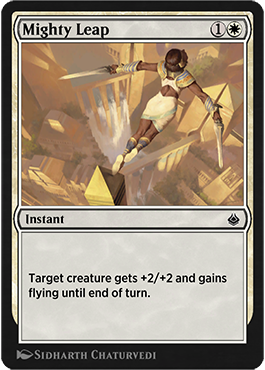 Mighty Leap 1
Instant
Target creature gets +2/+2 and gains
flying until end of turn.
SIDHARTH CHATURVEDI